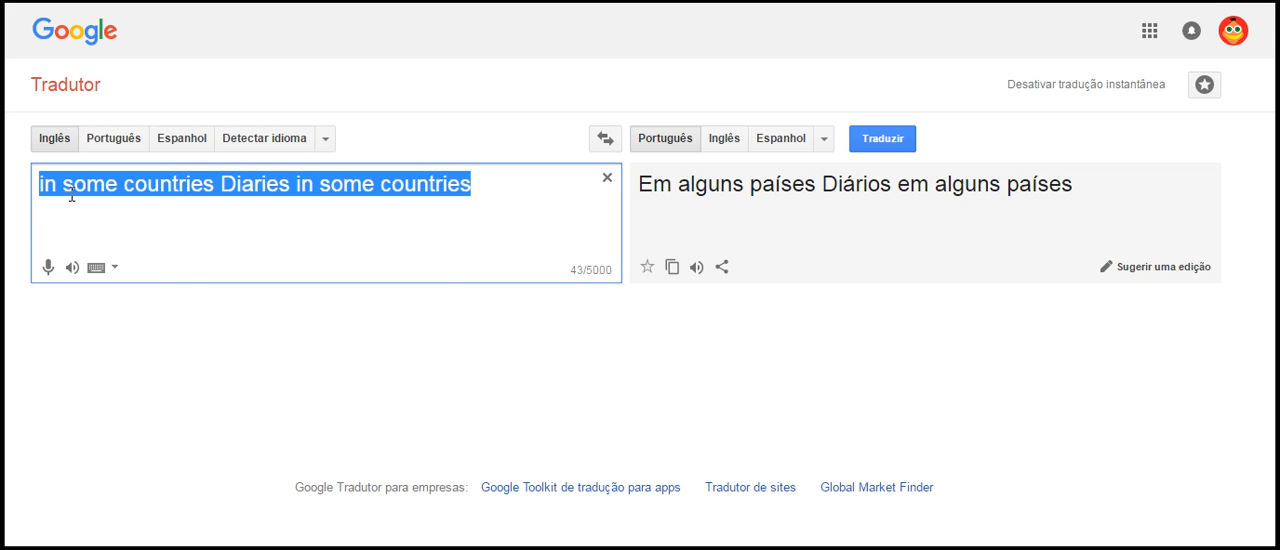 Google
Tradutor
Desativar tradução instantânea
Inglês Português Espanhol Detectar idioma
Português Inglês Espanhol Traduzir
in some countries Diaries in some countries
Em alguns países Diários em alguns países
43/5000
Sugerir uma edição
Google Tradutor para empresas: Google Toolkit de tradução para apps Tradutor de sites Global Market Finder